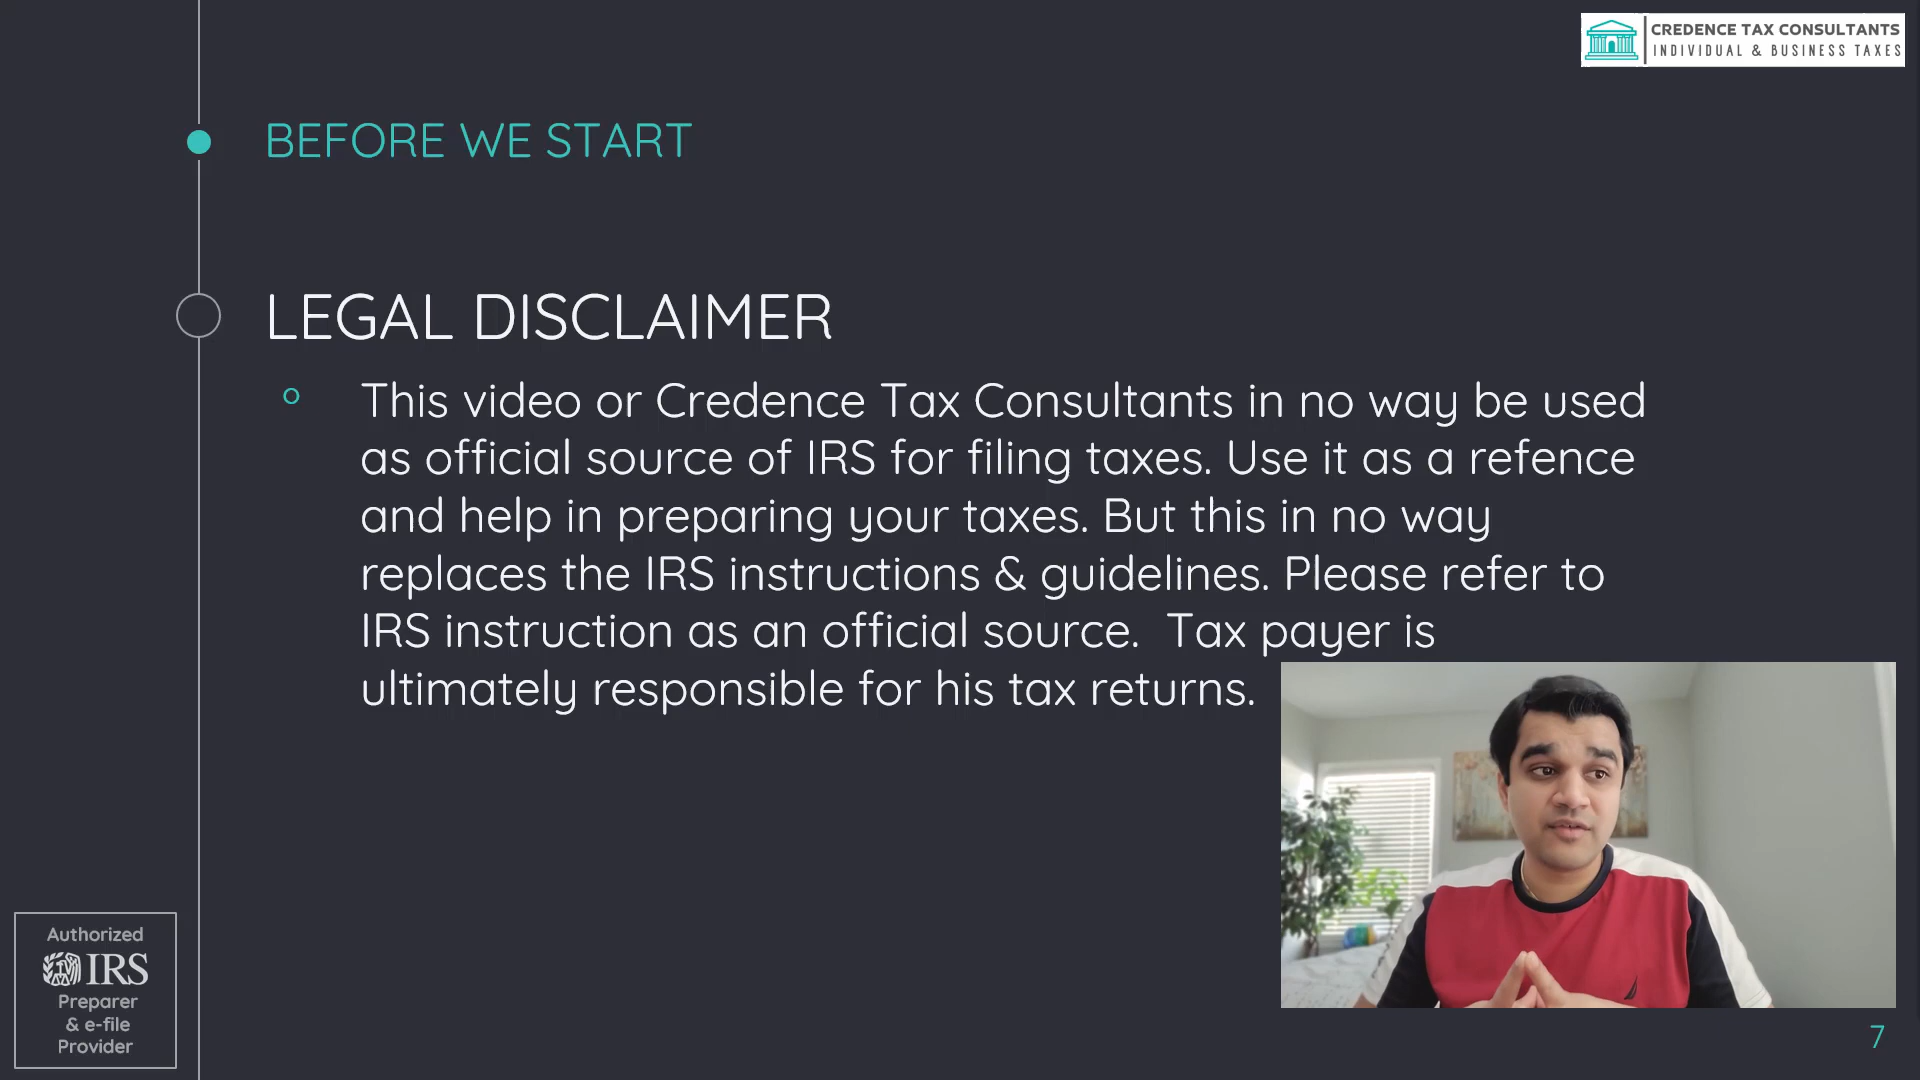 CREDENCE TAX CONSULTANTS
INDIVIDUAL & BUSINESS TAXES
BEFORE WE START
LEGAL DISCLAIMER
This video or Credence Tax Consultants in no way be used
as official source of IRS for filing taxes. Use it as a refence
and help in preparing your taxes. But this in no way
replaces the IRS instructions & guidelines. Please refer to
IRS instruction as an official source.  Tax payer is
ultimately responsible for his tax returns.
Authorized
IRS
Preparer
& e-file
Provider
7